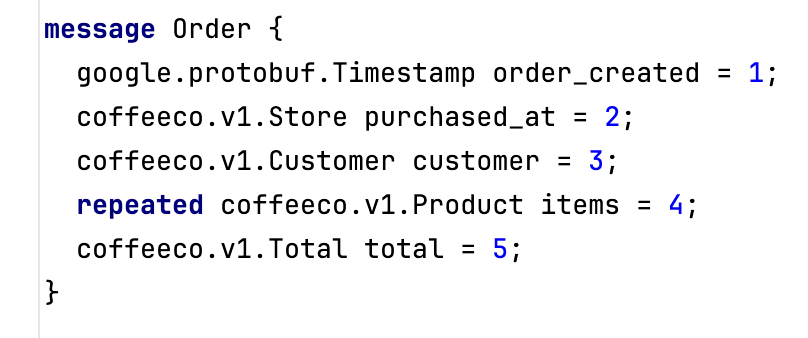 message Order {
  google.protobuf.Timestamp order_created = 1;
  coffeeco.v1.Store purchased_at = 2;
  coffeeco.v1.Customer customer = 3;
  repeated coffeeco.v1.Product items = 4;
  coffeeco.v1.Total total = 5;
}